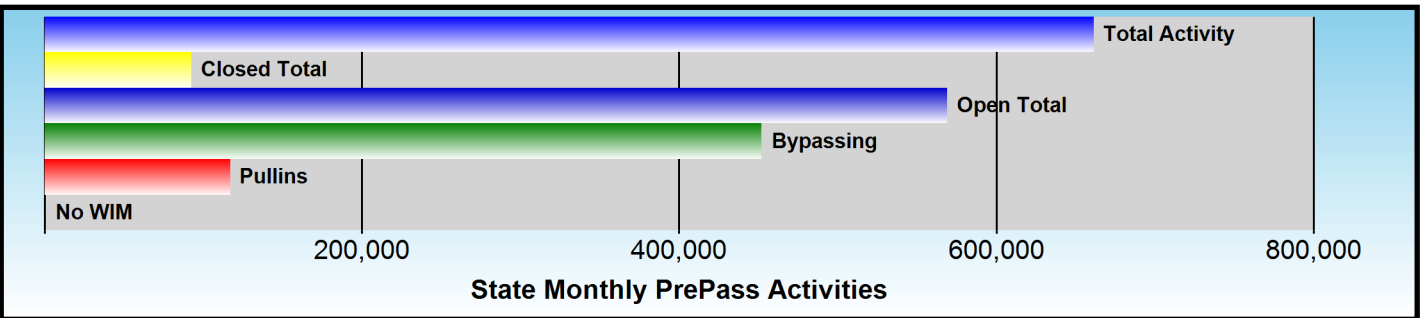 Total Activity
Closed Total
Open Total
Bypassing
Pullins
No WIM
200,000 400,000 600,000 800,000
State Monthly PrePass Activities